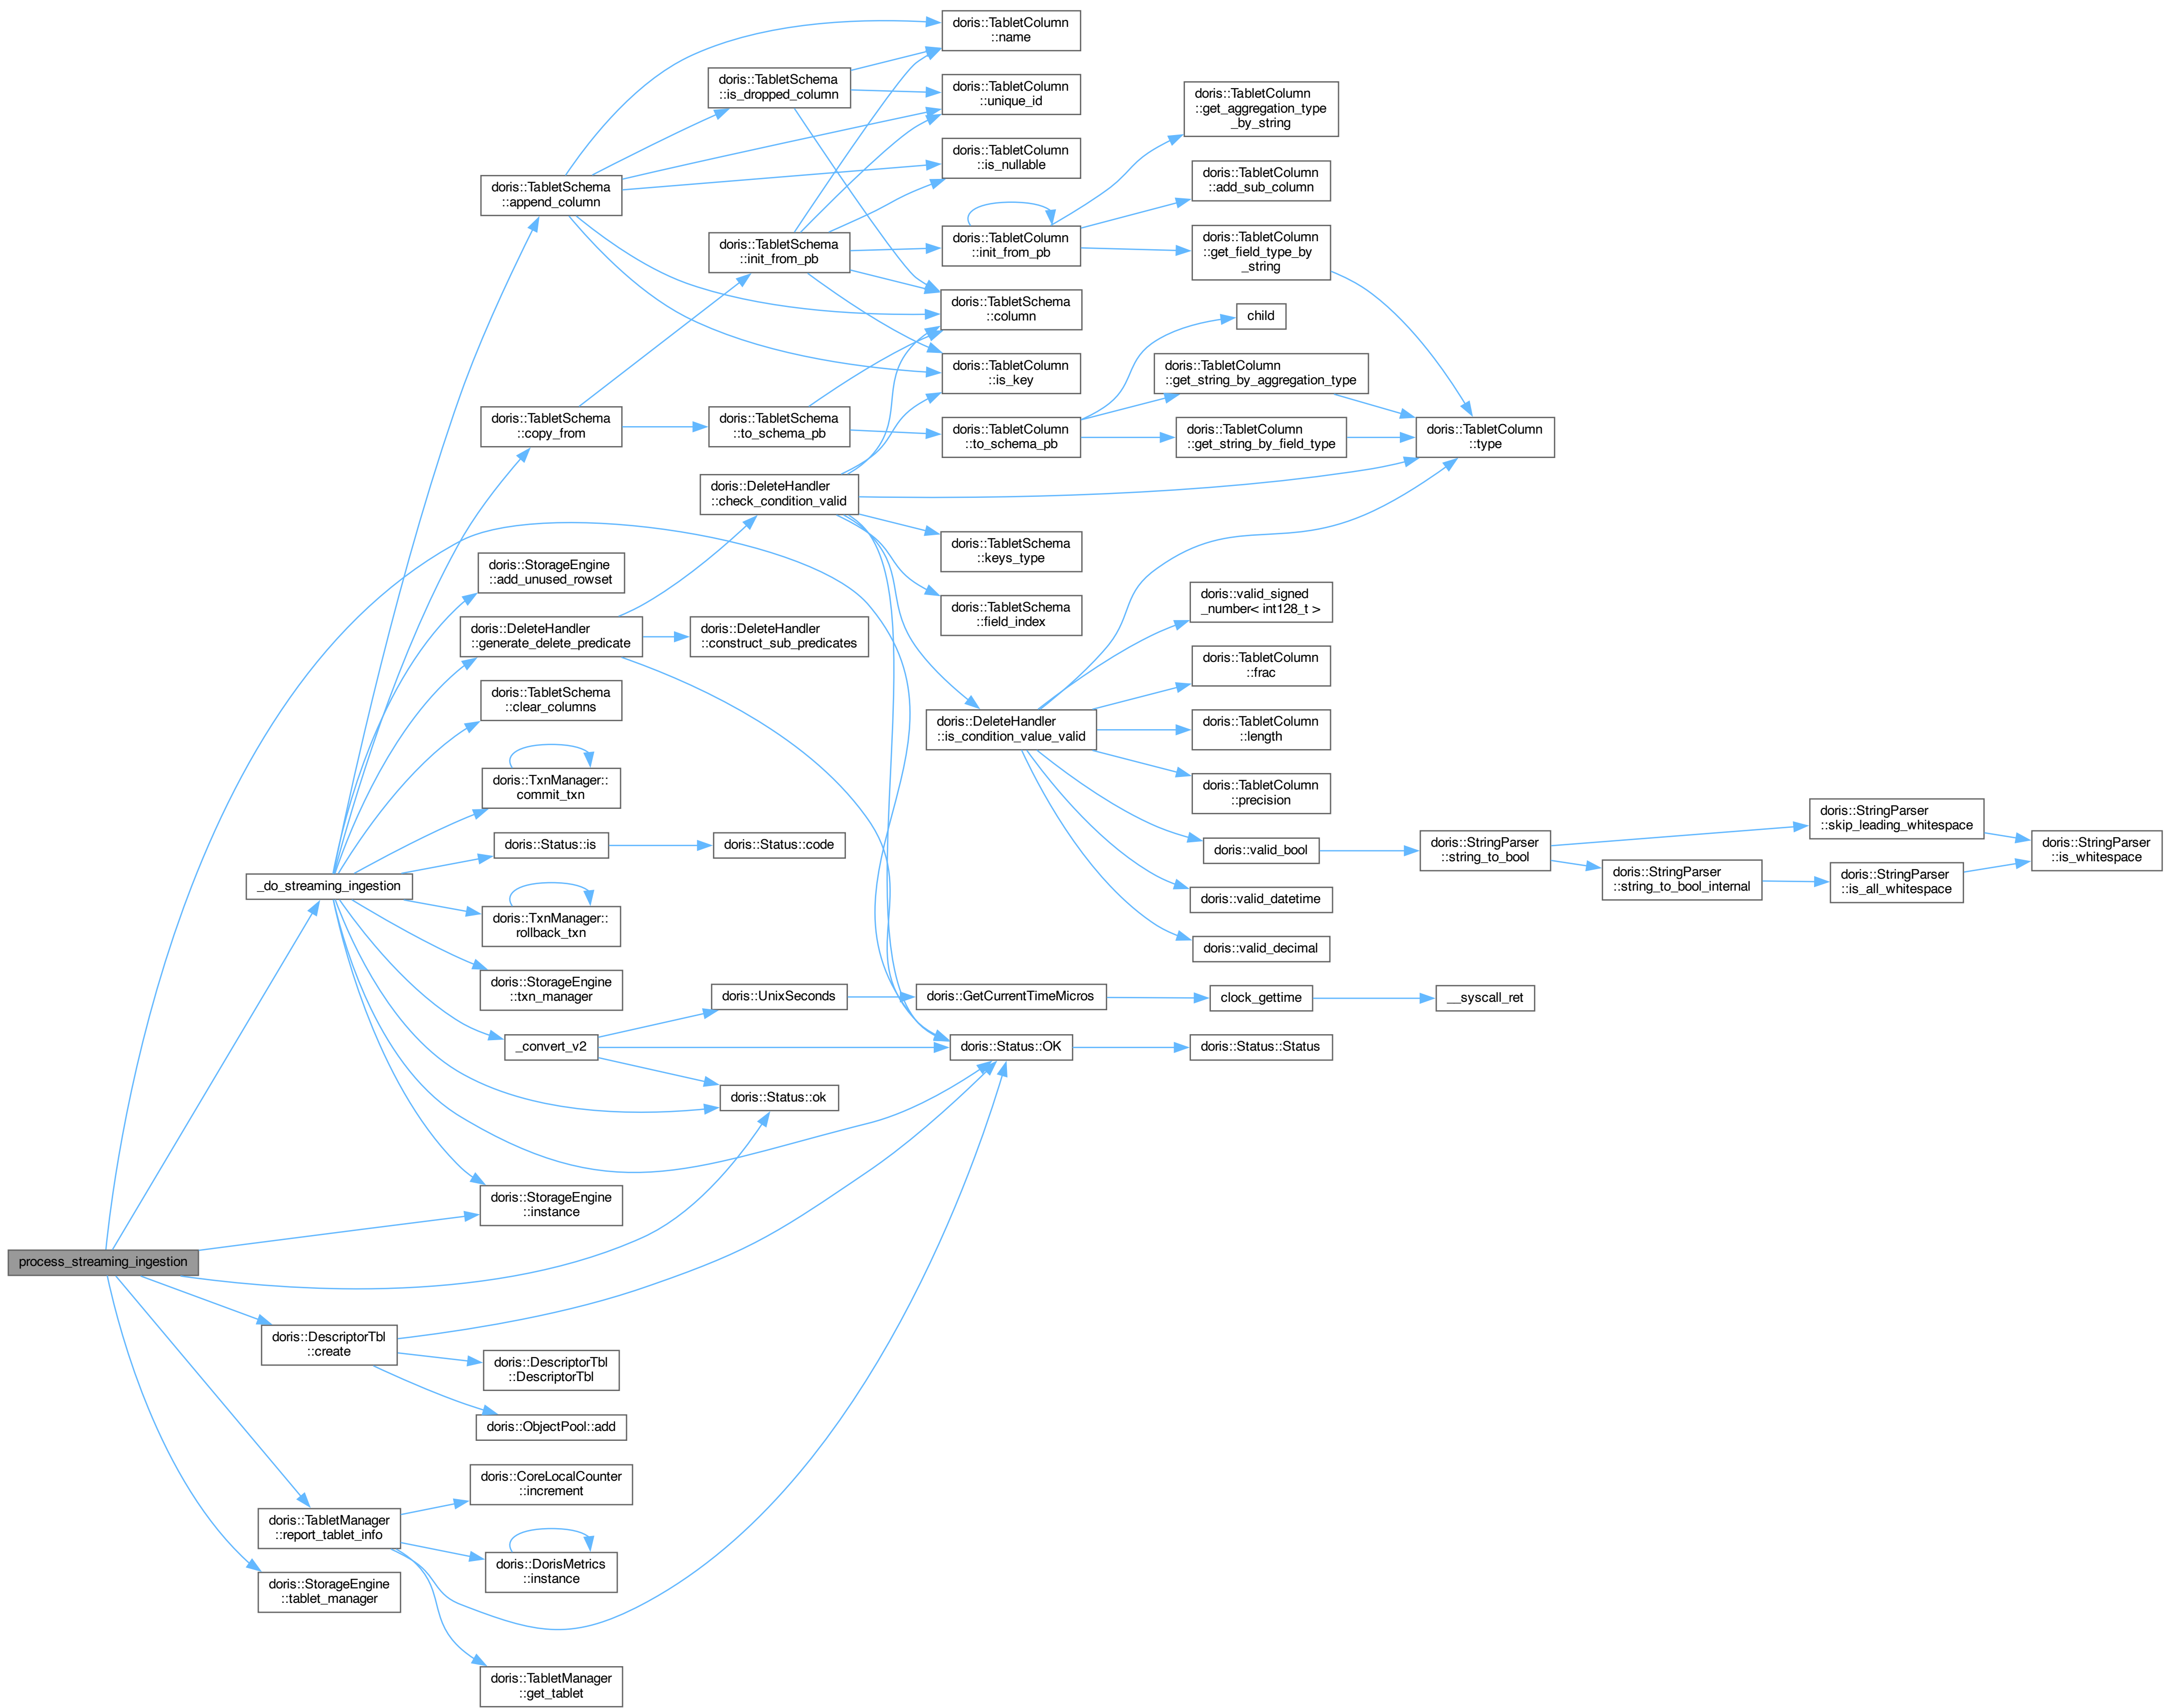 process_streaming_ingestion
_do_streaming_ingestion
doris::DescriptorTbl
::create
doris::TabletManager
::report_tablet_info
doris::StorageEngine
::tablet_manager
doris::TabletSchema
::append_column
doris::TabletSchema
::copy_from
doris::StorageEngine
::add_unused_rowset
doris::DeleteHandler
::generate_delete_predicate
doris::TabletSchema
::clear_columns
doris::TxnManager::
commit_txn
doris::Status::is
doris::TxnManager::
rollback_txn
doris::StorageEngine
::txn_manager
_convert_v2
doris::StorageEngine
::instance
doris::DescriptorTbl
::DescriptorTbl
doris::ObjectPool::add
doris::CoreLocalCounter
::increment
doris::DorisMetrics
::instance
doris::TabletManager
::get_tablet
doris::TabletSchema
::is_dropped_column
doris::TabletSchema
::init_from_pb
doris::TabletSchema
::to_schema_pb
doris::DeleteHandler
::check_condition_valid
doris::DeleteHandler
::construct_sub_predicates
doris::Status::code
doris::UnixSeconds
doris::Status::ok
doris::TabletColumn
::name
doris::TabletColumn
::unique_id
doris::TabletColumn
::is_nullable
doris::TabletColumn
::init_from_pb
doris::TabletSchema
::column
doris::TabletColumn
::is_key
doris::TabletColumn
::to_schema_pb
doris::TabletSchema
::keys_type
doris::TabletSchema
::field_index
doris::DeleteHandler
::is_condition_value_valid
doris::GetCurrentTimeMicros
doris::Status::OK
doris::TabletColumn
::get_aggregation_type
_by_string
doris::TabletColumn
::add_sub_column
doris::TabletColumn
::get_field_type_by
_string
child
doris::TabletColumn
::get_string_by_aggregation_type
doris::TabletColumn
::get_string_by_field_type
doris::valid_signed
_number< int128_t >
doris::TabletColumn
::frac
doris::TabletColumn
::length
doris::TabletColumn
::precision
doris::valid_bool
doris::valid_datetime
doris::valid_decimal
clock_gettime
doris::Status::Status
doris::TabletColumn
::type
doris::StringParser
::string_to_bool
__syscall_ret
doris::StringParser
::string_to_bool_internal
doris::StringParser
::skip_leading_whitespace
doris::StringParser
::is_all_whitespace
doris::StringParser
::is_whitespace